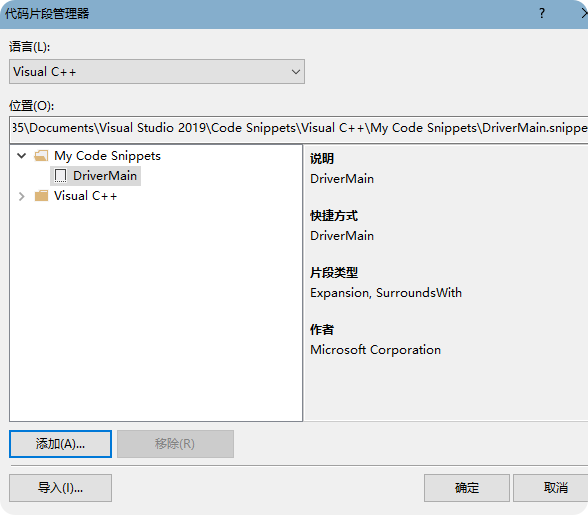 代码片段管理器
?
语言(L):
Visual C++
位置(O):
35\Documents\Visual Studio 2019\Code Snippets\Visual C++\My Code Snippets\DriverMain.snippe
My Code Snippets
DriverMain
Visual C++
说明
DriverMain
快捷方式
DriverMain
片段类型
Expansion, SurroundsWith
作者
Microsoft Corporation
添加(A)...
移除(R)
导入(I)...
确定
取消